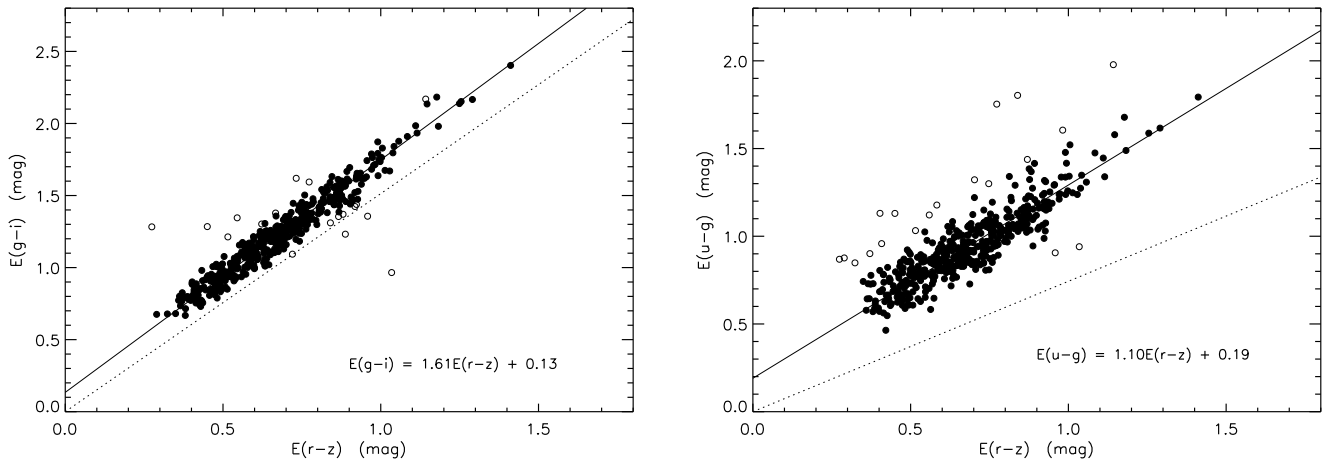 2.5
2.0
1.5
1.0
0.5
0.0
E(g−i) (mag)
E(g−i) = 1.61E(r−z) + 0.13
0.0 0.5 1.0 1.5
E(r−z) (mag)
2.0
1.5
1.0
0.5
0.0
E(u−g) (mag)
E(u−g) = 1.10E(r−z) + 0.19
0.0 0.5 1.0 1.5
E(r−z) (mag)